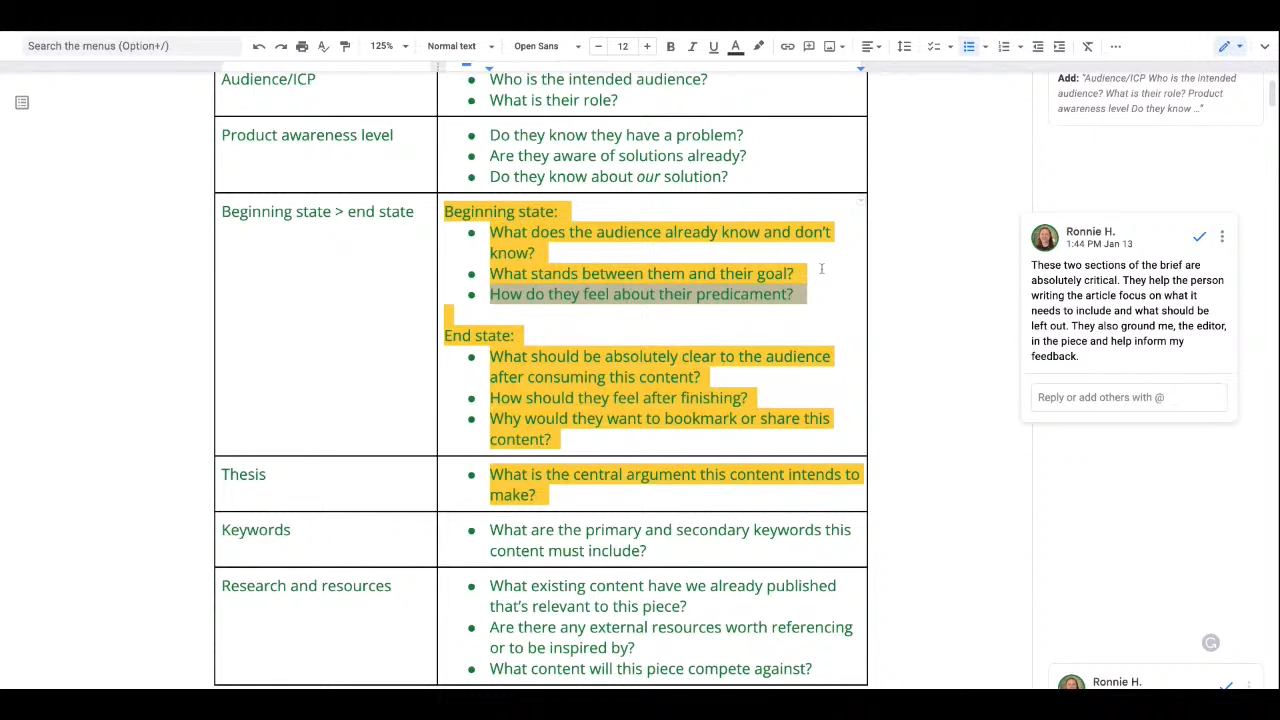 Search the menus (Option+/)
125%
Normal text
Open Sans
12
Audience/ICP
Who is the intended audience?
What is their role?
Product awareness level
Do they know they have a problem?
Are they aware of solutions already?
Do they know about our solution?
Beginning state > end state
Beginning state:
What does the audience already know and don't
know?
What stands between them and their goal?
How do they feel about their predicament?
End state:
What should be absolutely clear to the audience
after consuming this content?
How should they feel after finishing?
Why would they want to bookmark or share this
content?
Thesis
What is the central argument this content intends to
make?
Keywords
What are the primary and secondary keywords this
content must include?
Research and resources
What existing content have we already published
that's relevant to this piece?
Are there any external resources worth referencing
or to be inspired by?
What content will this piece compete against?
Add: "Audience/ICP Who is the intended
audience? What is their role? Product
awareness level Do they know ..."
Ronnie H.
1:44 PM Jan 13
These two sections of the brief are
absolutely critical. They help the person
writing the article focus on what it
needs to include and what should be
left out. They also ground me, the editor,
in the piece and help inform my
feedback.
Reply or add others with @
Ronnie H.